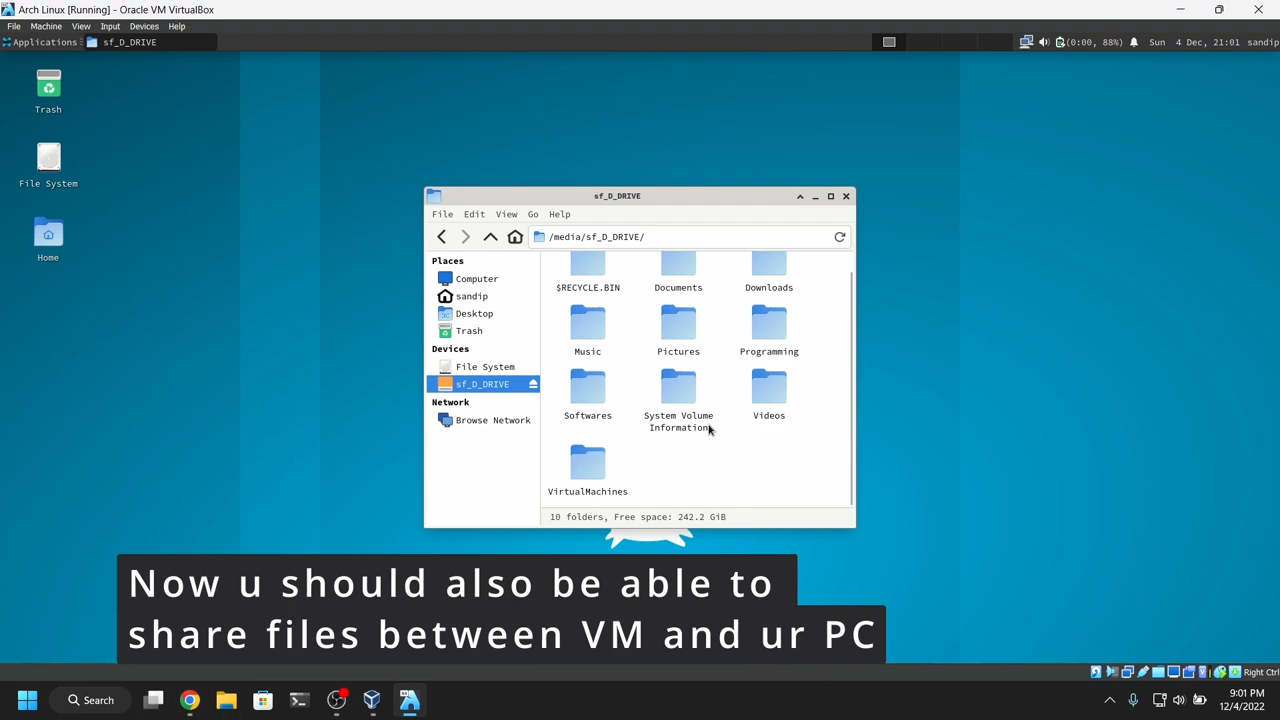 Arch Linux [Running] - Oracle VM VirtualBox
File Machine View Input Devices Help
Applications sf_D_DRIVE (0:00, 88%) Sun 4 Dec, 21:01 sandip
Trash
File System
Home
sf_D_DRIVE
File Edit View Go Help
/media/sf_D_DRIVE/
Places
Computer
sandip
Desktop
Trash
Devices
File System
sf_D_DRIVE
Network
Browse Network
$RECYCLE.BIN Documents Downloads
Music Pictures Programming
Softwares System Volume Information Videos
VirtualMachines
10 folders, Free space: 242.2 GiB
Now u should also be able to
share files between VM and ur PC
Right Ctrl
Search
9:01 PM
12/4/2022